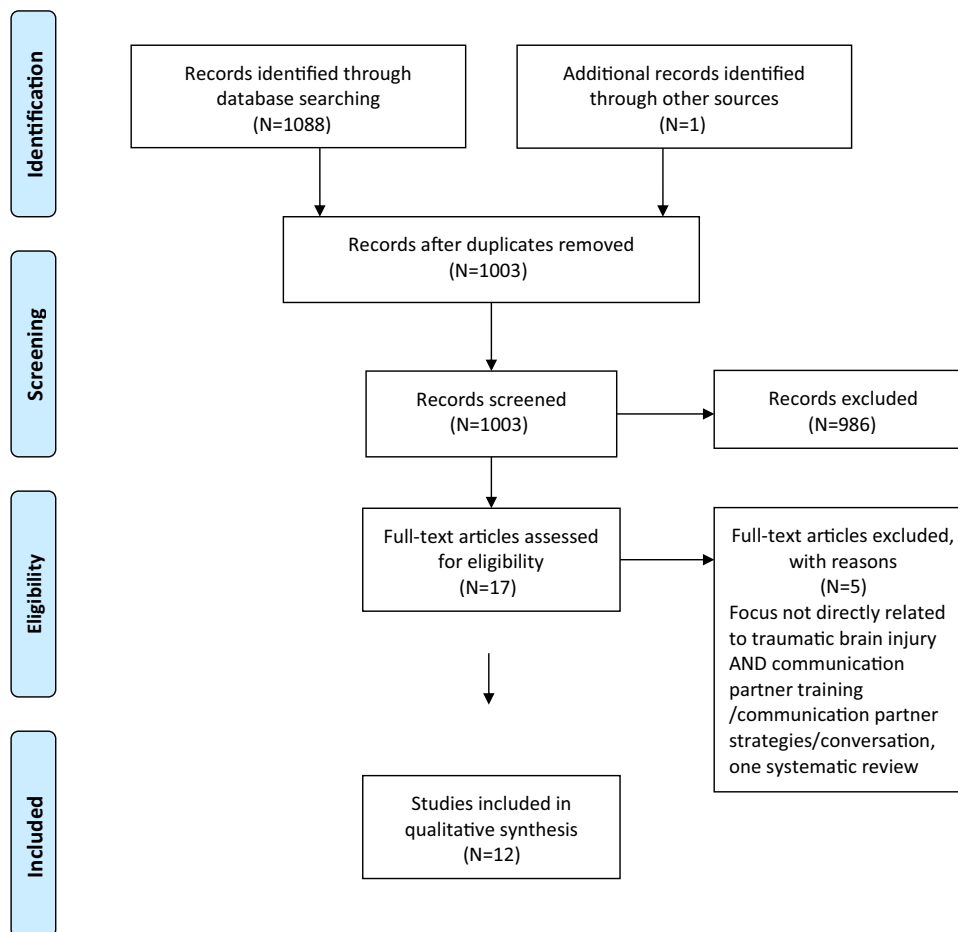 Identification
Records identified through
database searching
(N=1088)
Additional records identified
through other sources
(N=1)
Records after duplicates removed
(N=1003)
Screening
Records screened
(N=1003)
Records excluded
(N=986)
Eligibility
Full-text articles assessed
for eligibility
(N=17)
Full-text articles excluded,
with reasons
(N=5)
Focus not directly related
to traumatic brain injury
AND communication
partner training
/communication partner
strategies/conversation,
one systematic review
Included
Studies included in
qualitative synthesis
(N=12)